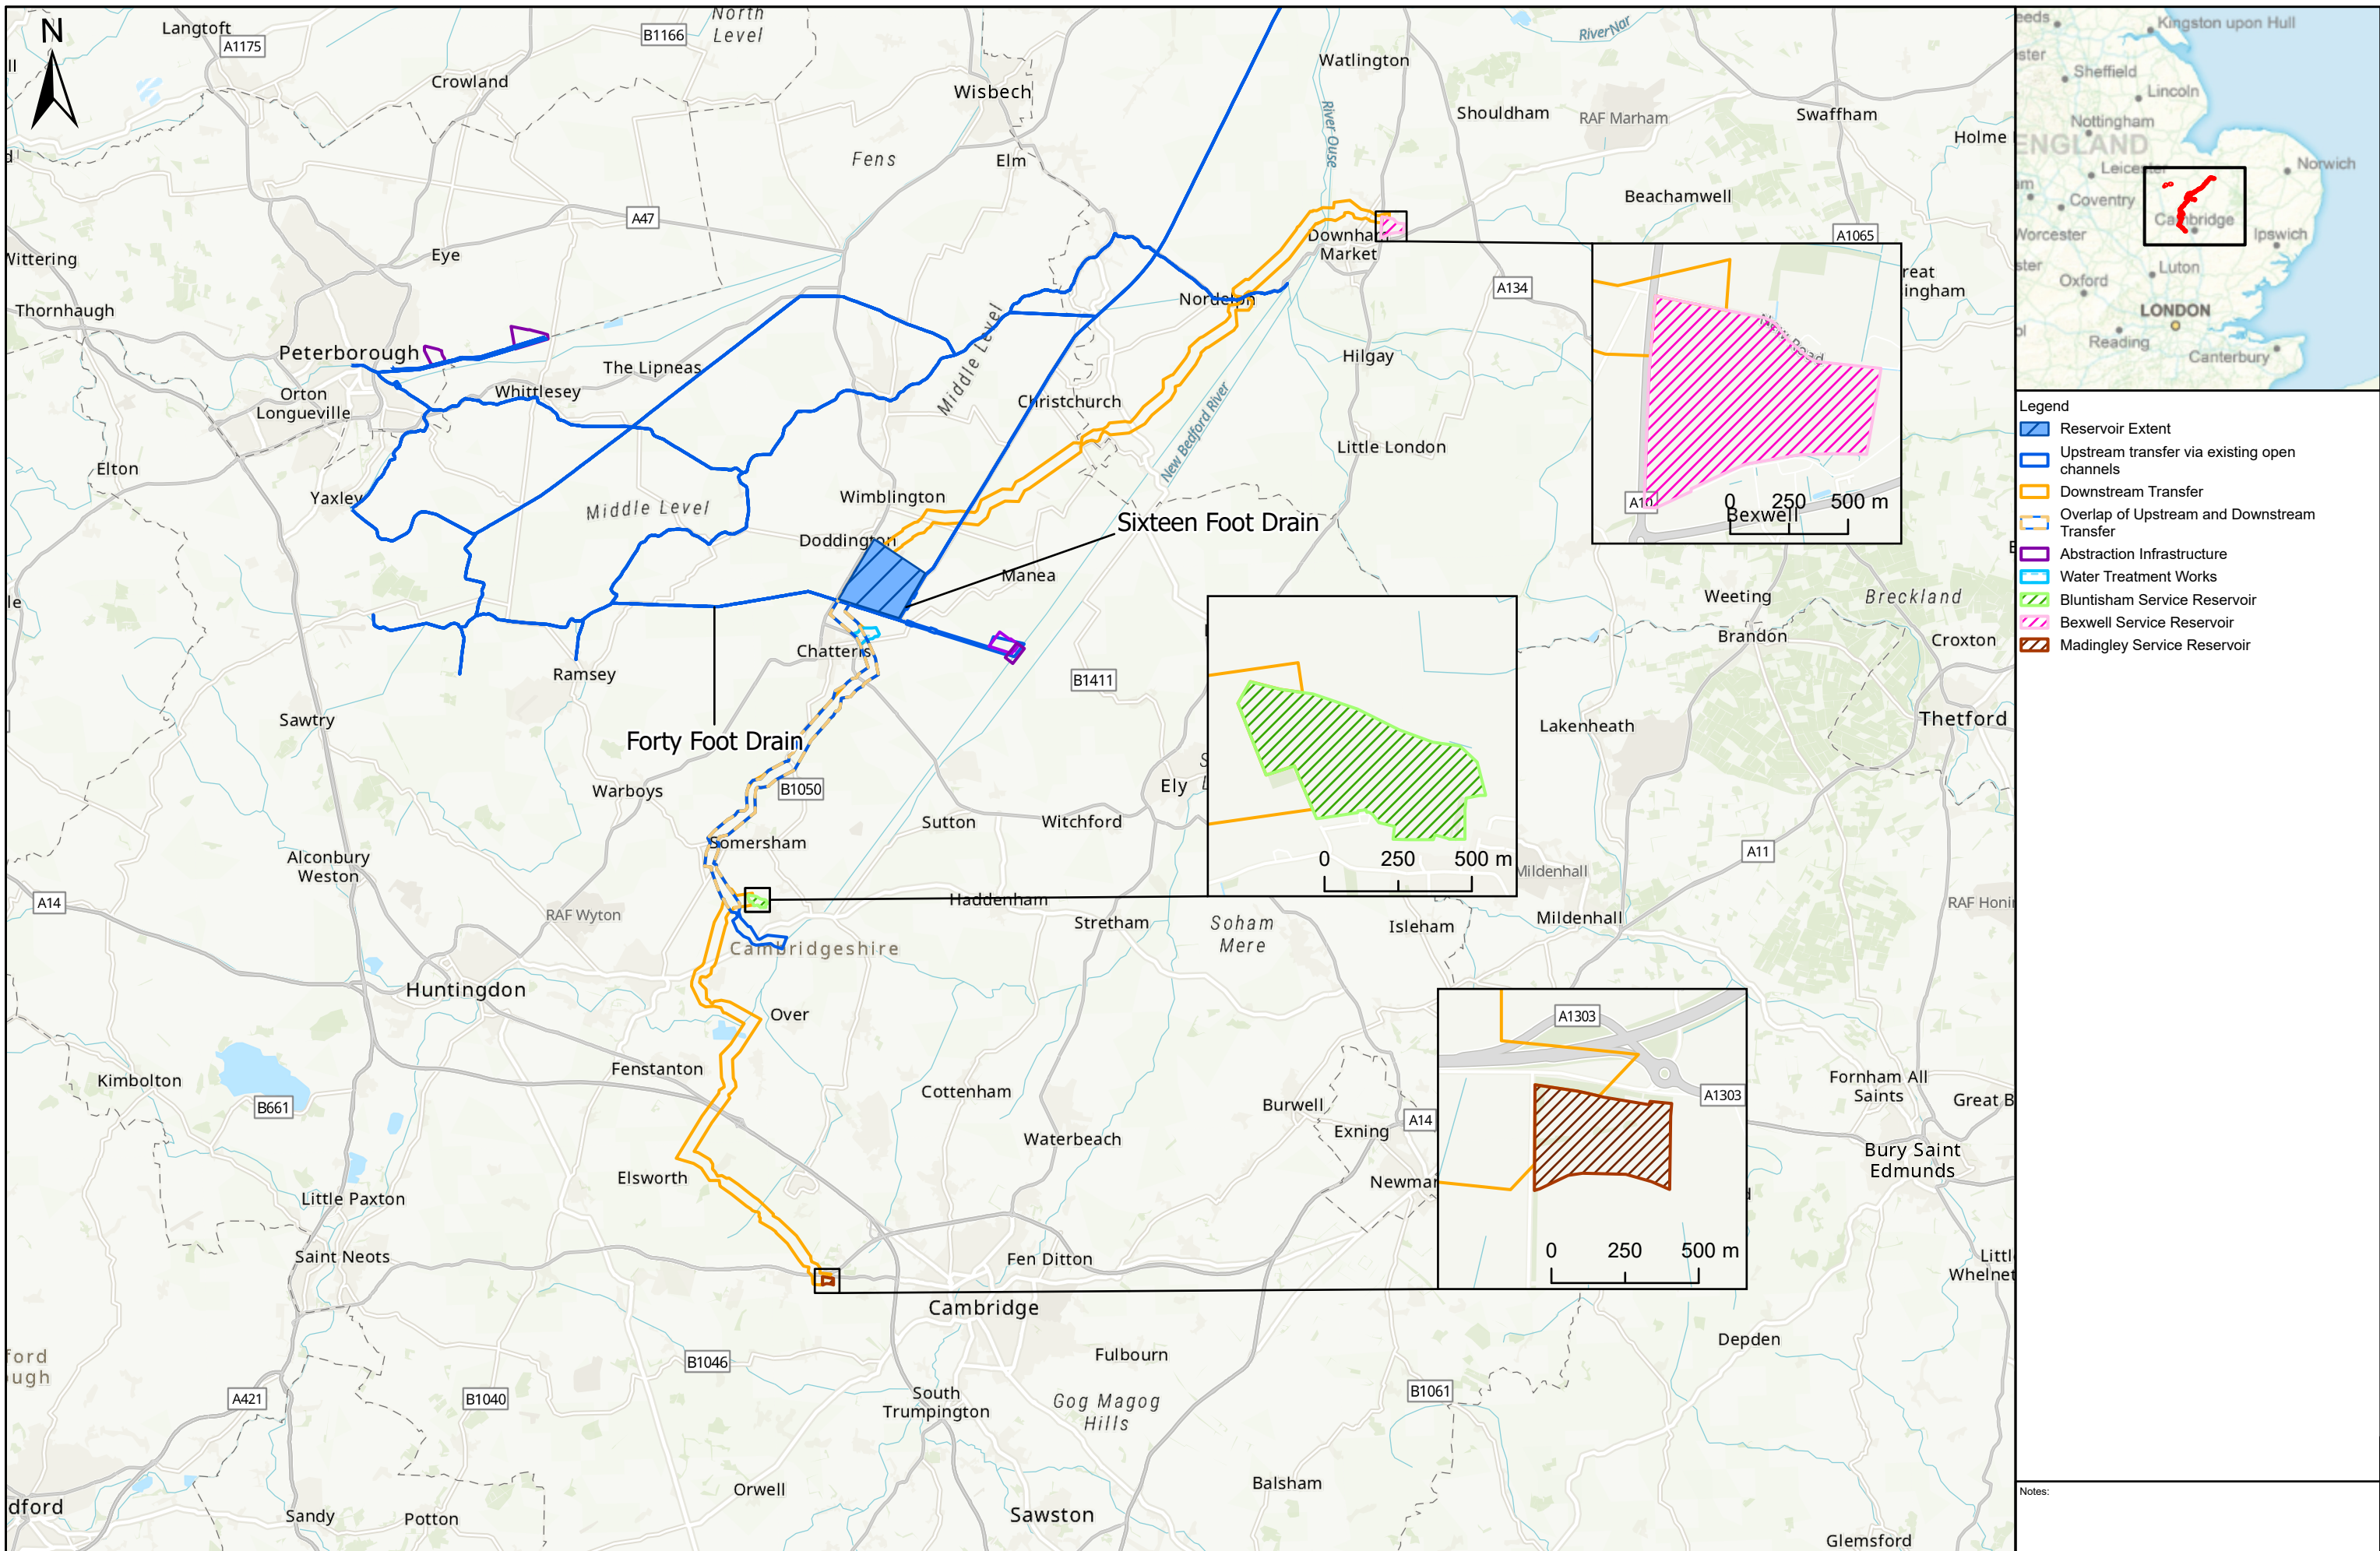 N
Langtoft
A1175
Crowland
B1166
North
Level
Wisbech
Fens
Elm
River Nar
Watlington
River Ouse
Shouldham
RAF Marham
Swaffham
Holme
Beachamwell
A1065
A47
Eye
Wittering
Thornhaugh
Peterborough
Orton
Longueville
Whittlesey
The Lipneas
Middle Level
Christchurch
Nordelph
Downham
Market
A134
Hilgay
New Bedford River
Little London
Elton
Yaxley
Middle Level
Wimblington
Doddington
Sixteen Foot Drain
Manea
Chatteris
B1411
Ramsey
Sawtry
Forty Foot Drain
Warboys
B1050
Ely
Somersham
Sutton
Witchford
Haddenham
Stretham
Soham
Mere
Isleham
Mildenhall
Mildenhall
Alconbury
Weston
A14
RAF Wyton
Cambridgeshire
Huntingdon
Over
Fenstanton
Kimbolton
B661
Cottenham
Burwell
Exning
A14
Waterbeach
Elsworth
Little Paxton
Saint Neots
Fen Ditton
Cambridge
Fulbourn
B1046
A421
B1040
South
Trumpington
Gog Magog
Hills
B1061
Balsham
Orwell
Sawston
Sandy
Potton
Depden
Glemsford
Weeting
Breckland
Brandon
Croxton
Thetford
Lakenheath
A11
Fornham All
Saints
Great B
Bury Saint
Edmunds
Whelnet
New Road
A10
Bexwell
0 250 500 m
0 250 500 m
A1303
A1303
0 250 500 m
Kingston upon Hull
Sheffield
Lincoln
Nottingham
ENGLAND
Leicester
Norwich
Coventry
Cambridge
Worcester
Ipswich
Luton
Oxford
LONDON
Reading
Canterbury
Legend
Reservoir Extent
Upstream transfer via existing open
channels
Downstream Transfer
Overlap of Upstream and Downstream
Transfer
Abstraction Infrastructure
Water Treatment Works
Bluntisham Service Reservoir
Bexwell Service Reservoir
Madingley Service Reservoir
Notes: